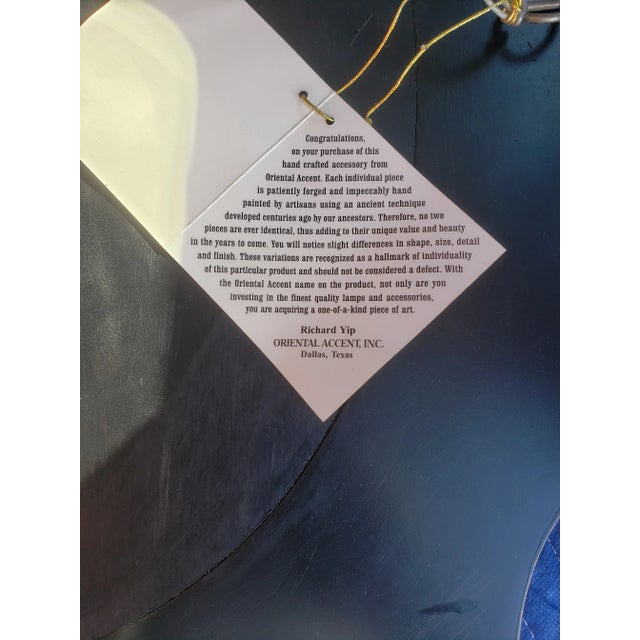 Congratulations,
on your purchase of this
hand crafted accessory from
Oriental Accent. Each individual piece
is patiently forged and impeccably hand
painted by artisans using an ancient technique
developed centuries ago by our ancestors. Therefore, no two
pieces are ever identical, thus adding to their unique value and beauty
in the years to come. You will notice slight differences in shape, size, detail
and finish. These variations are recognized as a hallmark of individuality
of this particular product and should not be considered a defect. With
the Oriental Accent name on the product, not only are you
investing in the finest quality lamps and accessories,
you are acquiring a one-of-a-kind piece of art.
Richard Yip
ORIENTAL ACCENT, INC.
Dallas, Texas